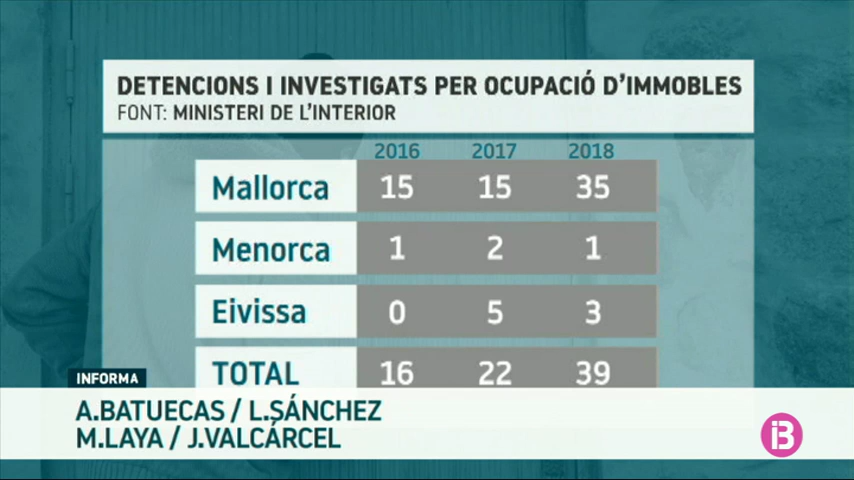 DETENCIONS I INVESTIGATS PER OCUPACIÓ D'IMMOBLES
FONT: MINISTERI DE L'INTERIOR
2016 2017 2018
Mallorca 15 15 35
Menorca 1 2 1
Eivissa 0 5 3
TOTAL 16 22 39
INFORMA
A.BATUECAS / L.SÁNCHEZ
M.LAYA / J.VALCÁRCEL
IB